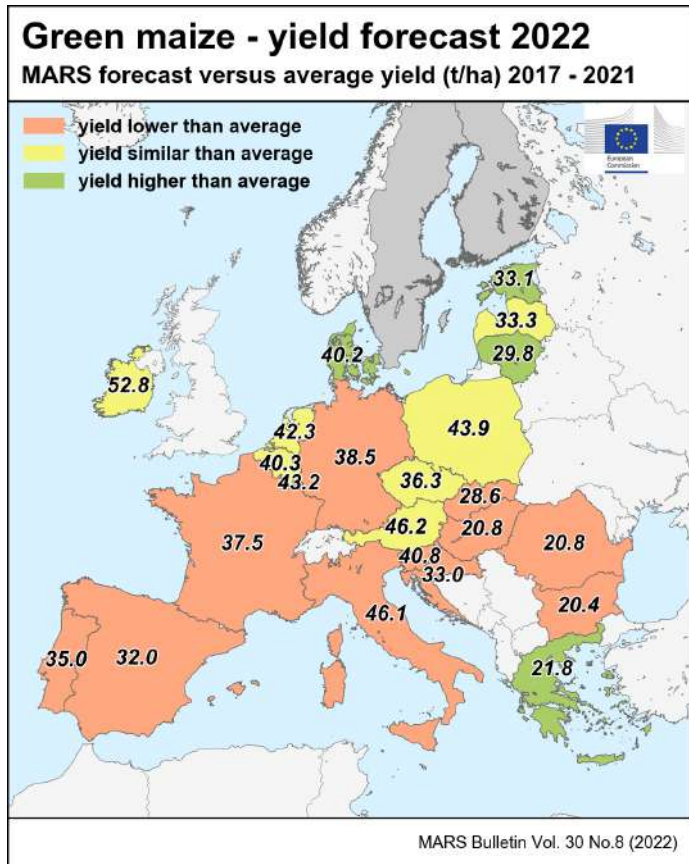 Green maize - yield forecast 2022
MARS forecast versus average yield (t/ha) 2017 - 2021
yield lower than average
yield similar than average
yield higher than average
European
Commission
33.1
33.3
40.2
29.8
52.8
42.3
43.9
38.5
40.3
43.2
36.3
28.6
46.2
20.8
20.8
37.5
40.8
33.0
46.1
20.4
35.0
32.0
21.8
MARS Bulletin Vol. 30 No.8 (2022)